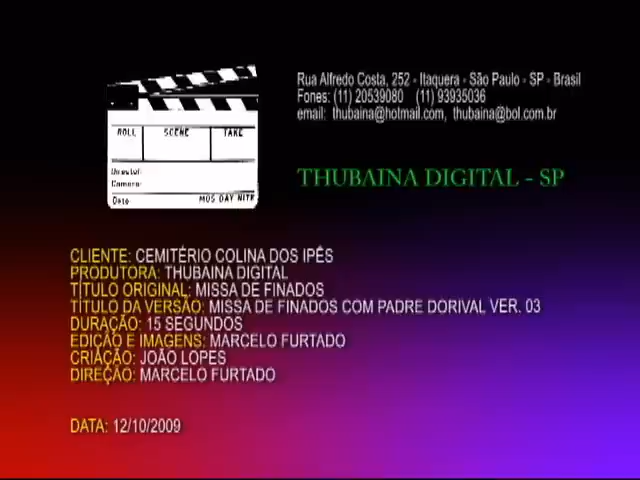 Rua Alfredo Costa, 252 - Itaquera - São Paulo - SP - Brasil
Fones: (11) 20539080 (11) 93935036
email: thubaina@hotmail.com, thubaina@bol.com.br
ROLL SCENE TAKE
Director
Camera
Date MOS DAY NITE
THUBAINA DIGITAL - SP
CLIENTE: CEMITÉRIO COLINA DOS IPÊS
PRODUTORA: THUBAINA DIGITAL
TÍTULO ORIGINAL: MISSA DE FINADOS
TÍTULO DA VERSÃO: MISSA DE FINADOS COM PADRE DORIVAL VER. 03
DURAÇÃO: 15 SEGUNDOS
EDIÇÃO E IMAGENS: MARCELO FURTADO
CRIAÇÃO: JOÃO LOPES
DIREÇÃO: MARCELO FURTADO
DATA: 12/10/2009